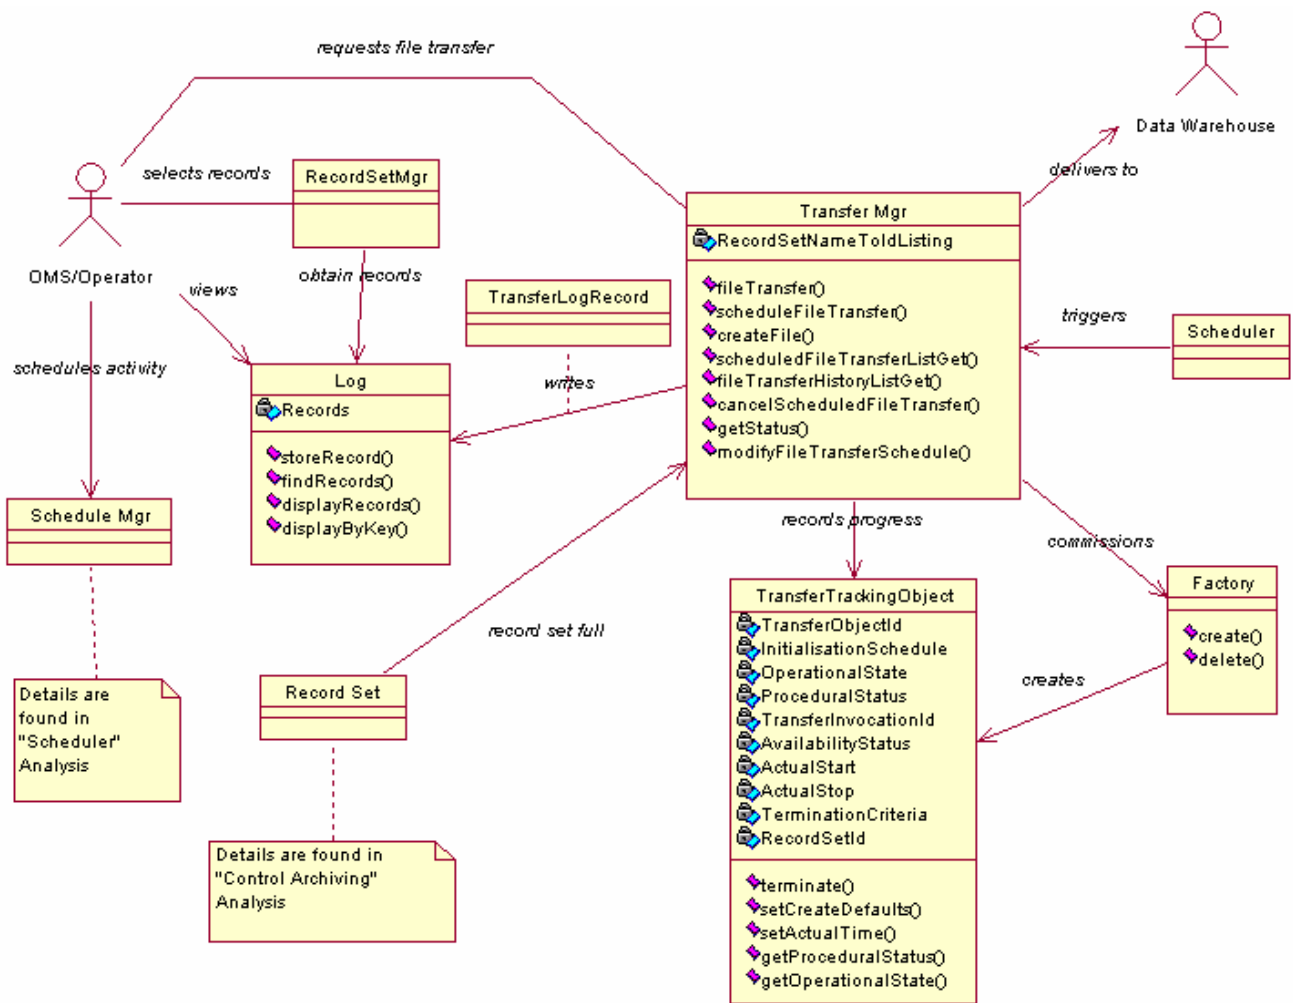 requests file transfer
Data Warehouse
selects records
RecordSetMgr
delivers to
Transfer Mgr
RecordSetNameToIdListing
OMS/Operator
views
obtain records
TransferLogRecord
fileTransfer()
scheduleFileTransfer()
createFile()
scheduledFileTransferListGet()
fileTransferHistoryListGet()
cancelScheduledFileTransfer()
getStatus()
modifyFileTransferSchedule()
triggers
Scheduler
schedules activity
Log
Records
storeRecord()
findRecords()
displayRecords()
displayByKey()
writes
Schedule Mgr
records progress
commissions
Factory
create()
delete()
TransferTrackingObject
TransferObjectId
InitialisationSchedule
OperationalState
ProceduralStatus
TransferInvocationId
AvailabilityStatus
ActualStart
ActualStop
TerminationCriteria
RecordSetId
terminate()
setCreateDefaults()
setActualTime()
getProceduralStatus()
getOperationalState()
record set full
creates
Record Set
Details are
found in
"Scheduler"
Analysis
Details are found in
"Control Archiving"
Analysis